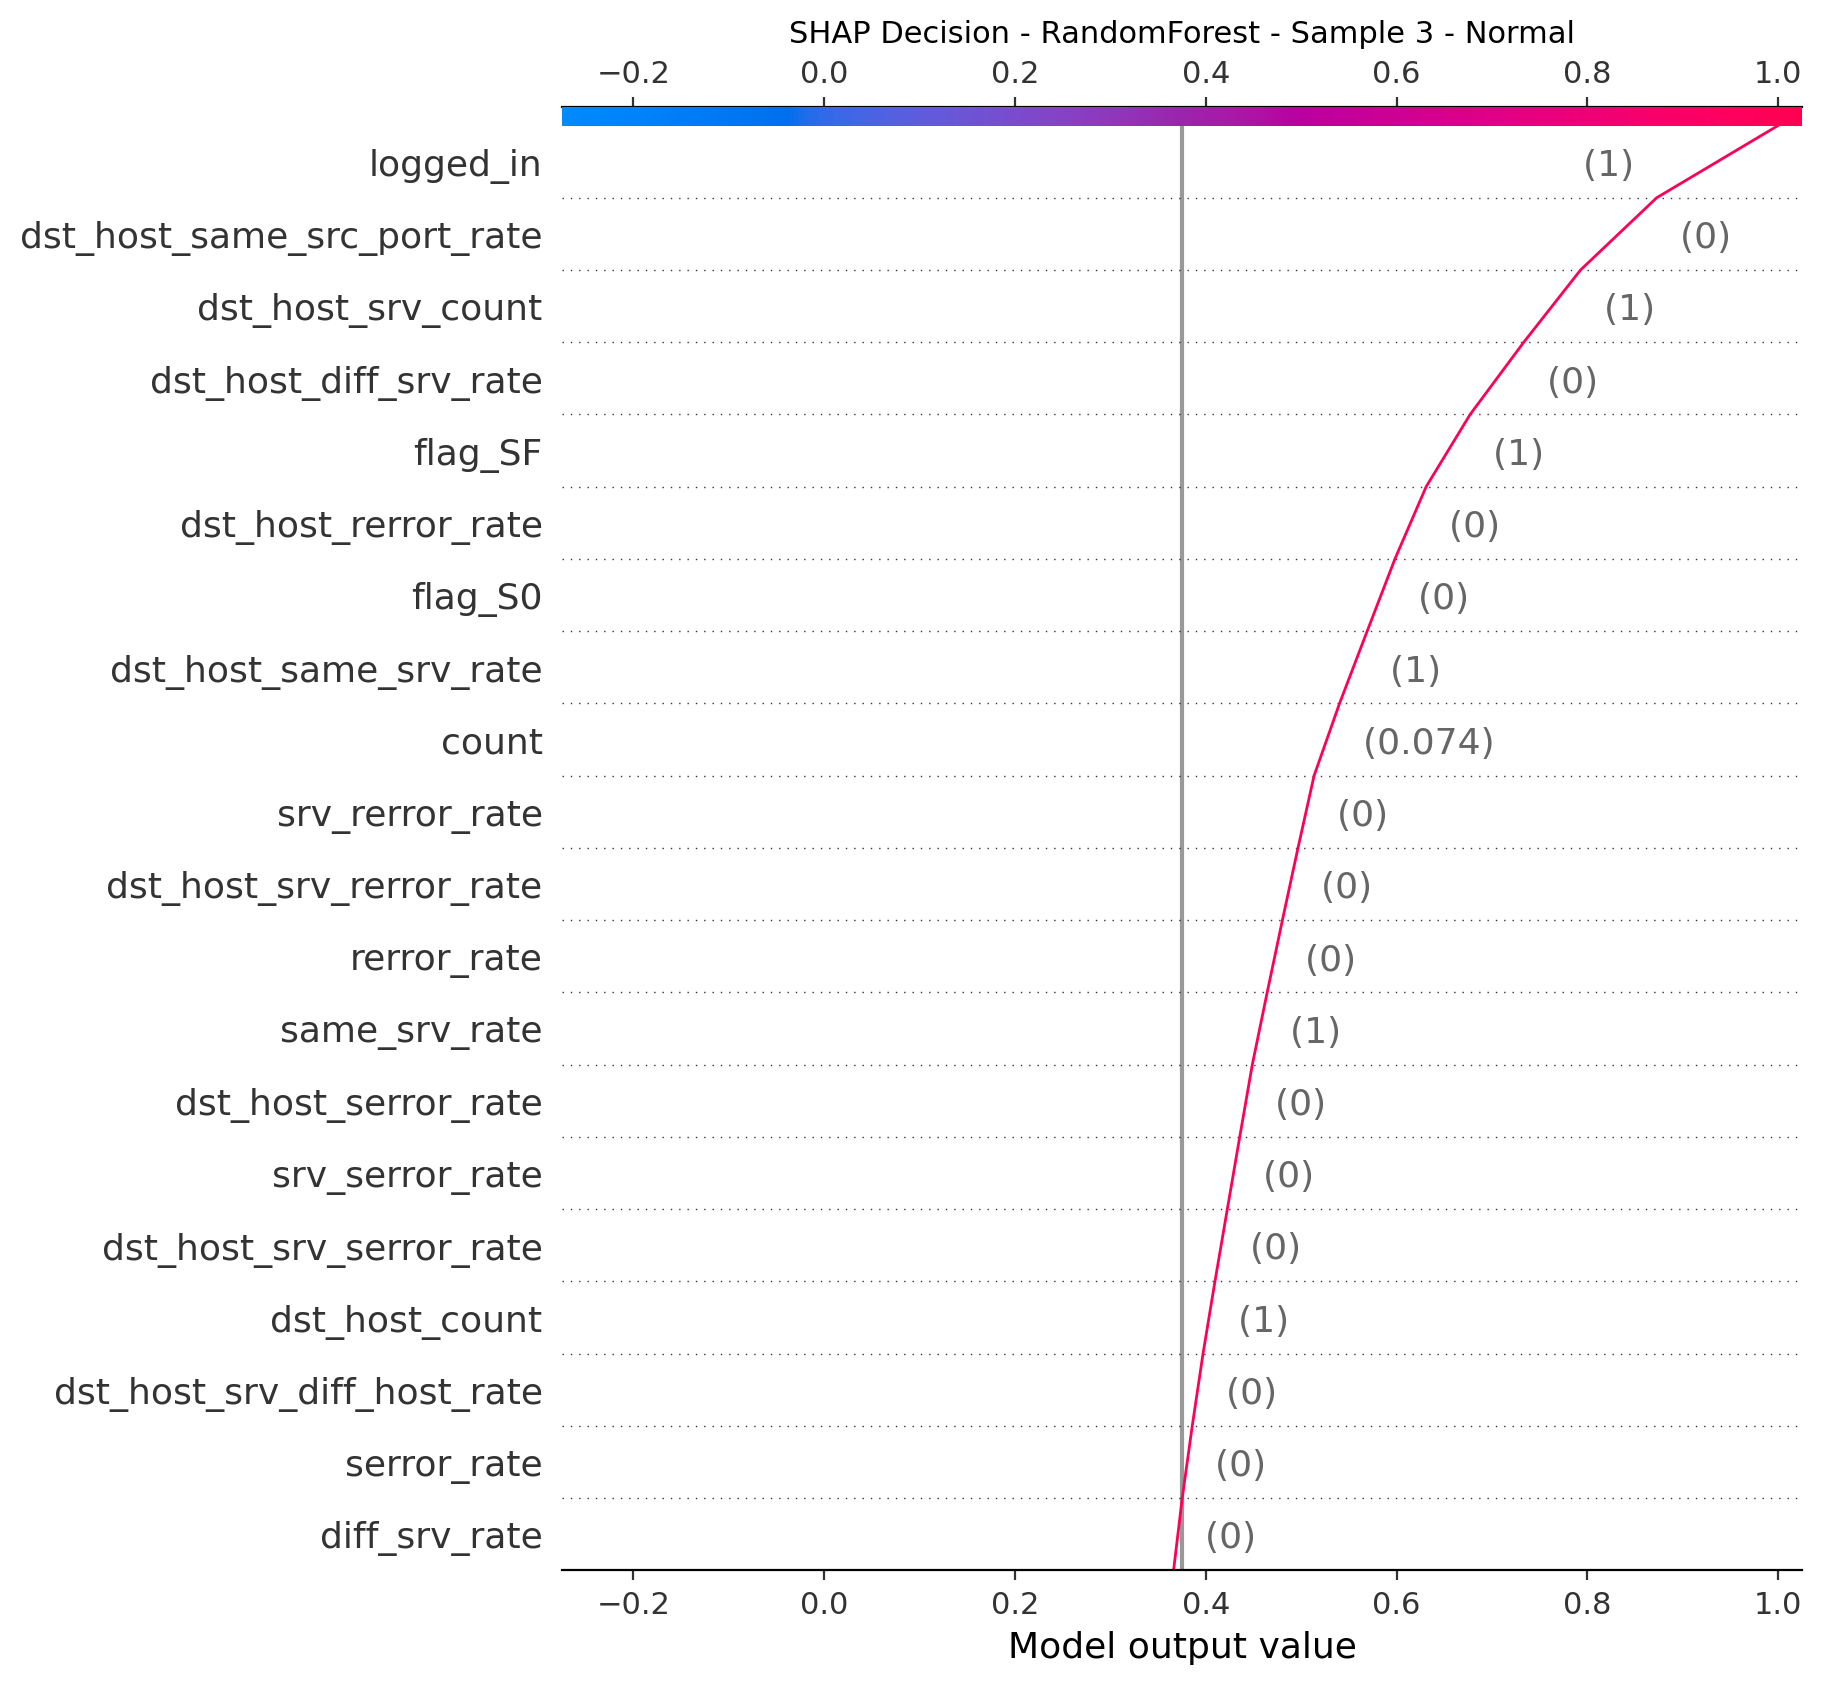 SHAP Decision - RandomForest - Sample 3 - Normal
−0.2 0.0 0.2 0.4 0.6 0.8 1.0
logged_in (1)
dst_host_same_src_port_rate (0)
dst_host_srv_count (1)
dst_host_diff_srv_rate (0)
flag_SF (1)
dst_host_rerror_rate (0)
flag_S0 (0)
dst_host_same_srv_rate (1)
count (0.074)
srv_rerror_rate (0)
dst_host_srv_rerror_rate (0)
rerror_rate (0)
same_srv_rate (1)
dst_host_serror_rate (0)
srv_serror_rate (0)
dst_host_srv_serror_rate (0)
dst_host_count (1)
dst_host_srv_diff_host_rate (0)
serror_rate (0)
diff_srv_rate (0)
−0.2 0.0 0.2 0.4 0.6 0.8 1.0
Model output value